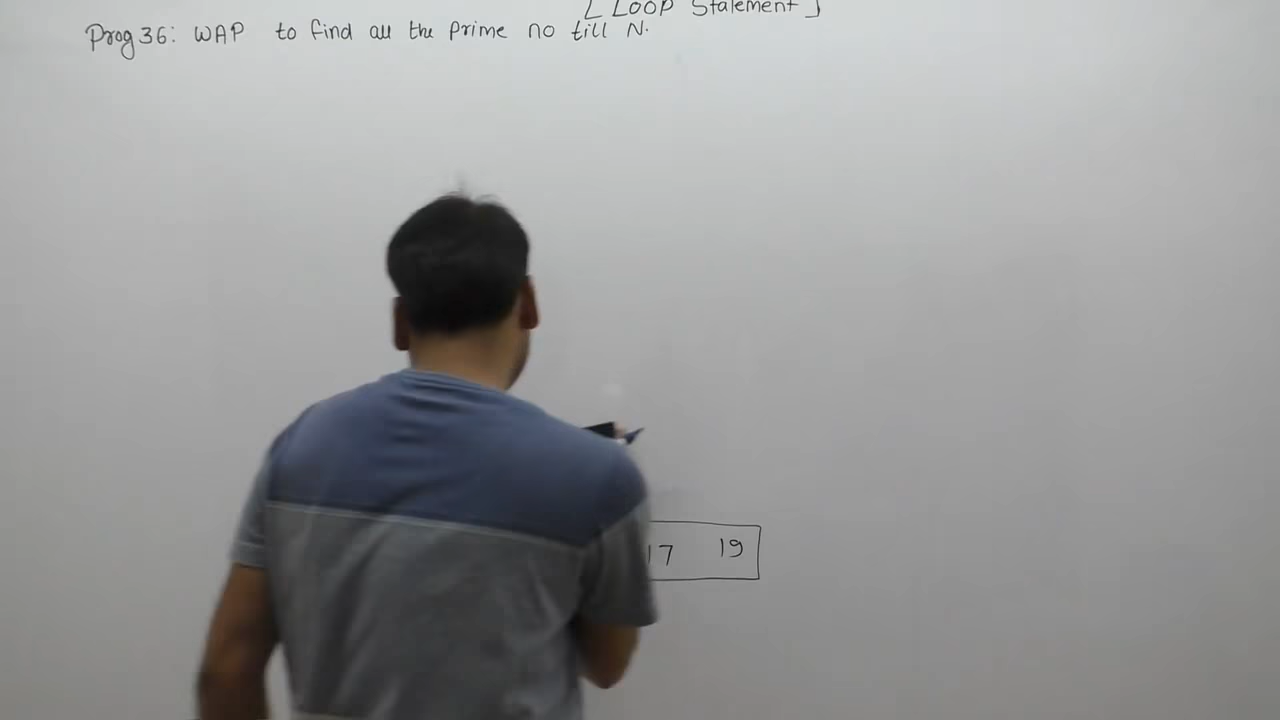 [ Loop Statement ]
Prog 36: WAP to find all the prime no till N.
17 19